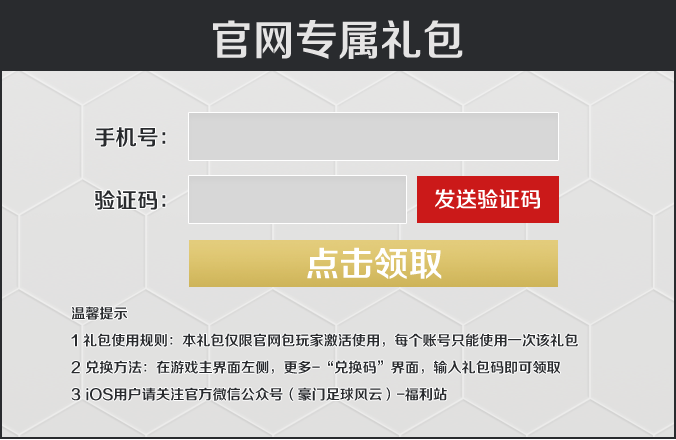 官网专属礼包
手机号：
验证码：
发送验证码
点击领取
温馨提示
1 礼包使用规则：本礼包仅限官网包玩家激活使用，每个账号只能使用一次该礼包
2 兑换方法：在游戏主界面左侧，更多-“兑换码”界面，输入礼包码即可领取
3 iOS用户请关注官方微信公众号（豪门足球风云）-福利站